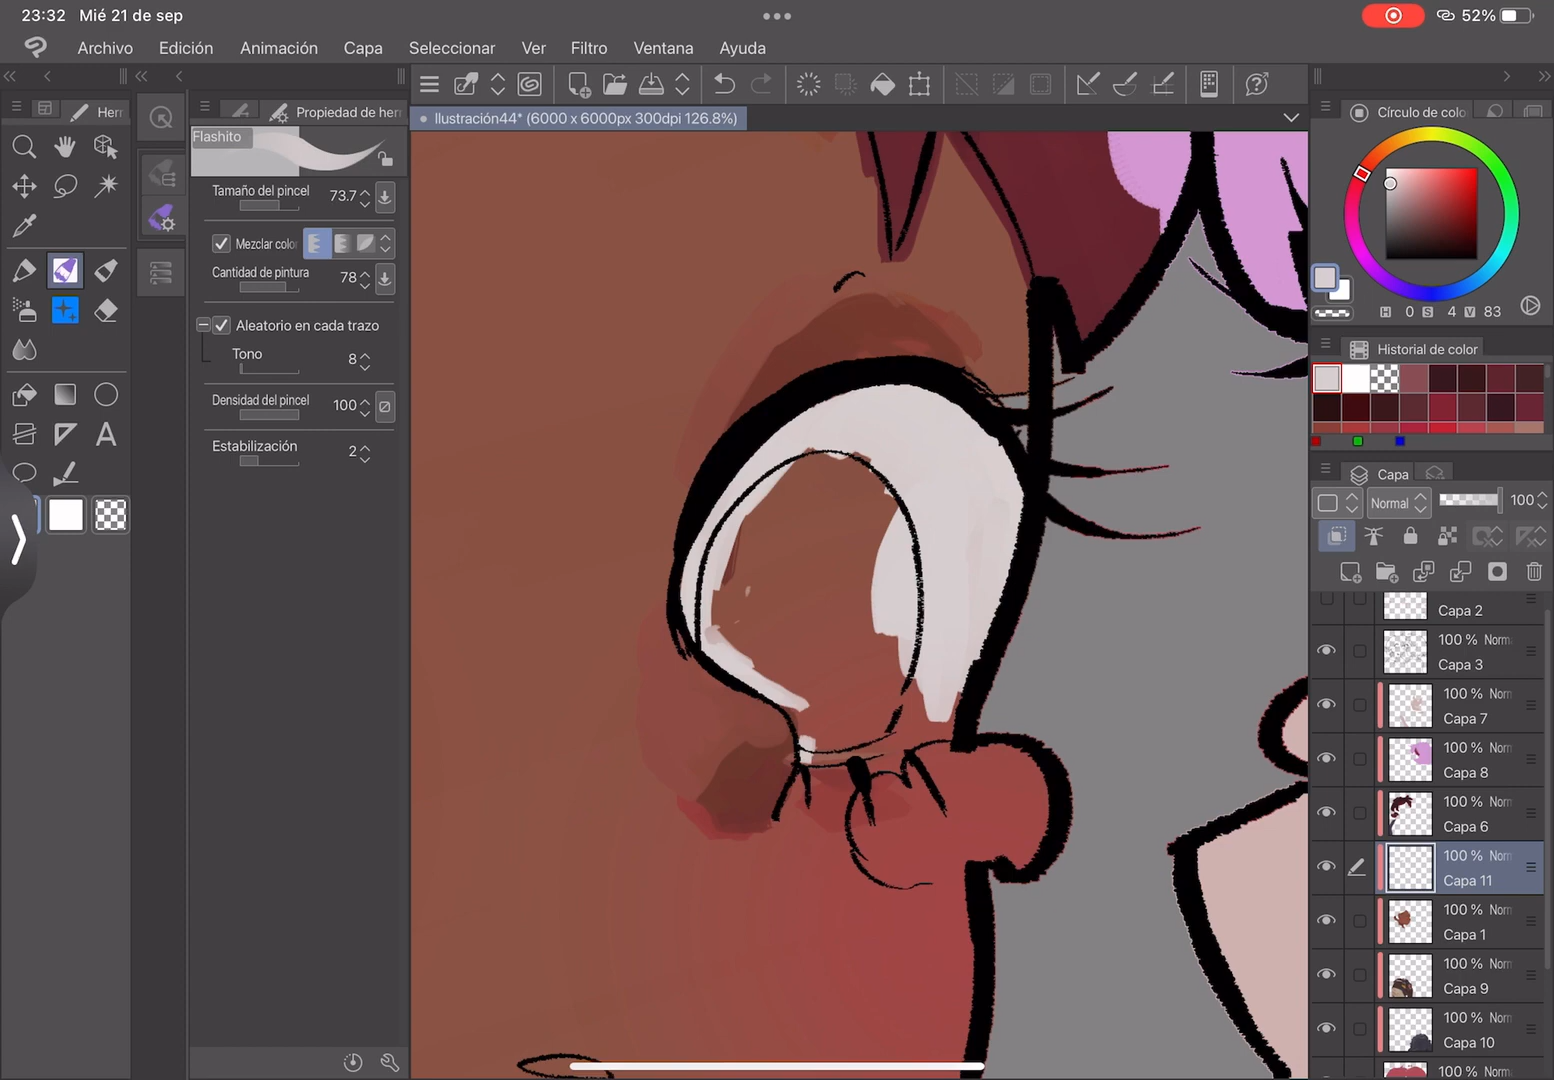 23:32 Mié 21 de sep
52%
Archivo Edición Animación Capa Seleccionar Ver Filtro Ventana Ayuda
Herr
Propiedad de her
Flashito
Tamaño del pincel 73.7
Mezclar color
Cantidad de pintura 78
Aleatorio en cada trazo
Tono 8
Densidad del pincel 100
Estabilización 2
A
Ilustración44* (6000 x 6000px 300dpi 126.8%)
Círculo de colo
H 0 S 4 V 83
Historial de color
Capa
Normal 100
Capa 2
100 % Norm
Capa 3
100 % Norm
Capa 7
100 % Norm
Capa 8
100 % Norm
Capa 6
100 % Norm
Capa 11
100 % Norm
Capa 1
100 % Norm
Capa 9
100 % Norm
Capa 10
100 % Norm